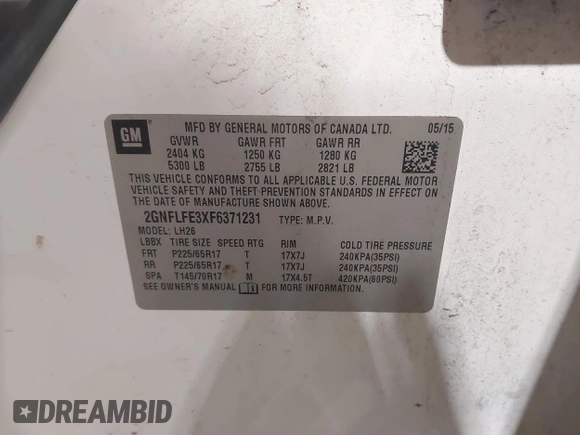 GM
MFD BY GENERAL MOTORS OF CANADA LTD. 05/15
GVWR GAWR FRT GAWR RR
2404 KG 1250 KG 1280 KG
5300 LB 2755 LB 2821 LB
THIS VEHICLE CONFORMS TO ALL APPLICABLE U.S. FEDERAL MOTOR
VEHICLE SAFETY AND THEFT-PREVENTION STANDARDS IN EFFECT ON
THE DATE OF MANUFACTURE SHOWN ABOVE.
2GNFLFE3XF6371231 TYPE: M.P.V.
MODEL: LH26
LBBX TIRE SIZE SPEED RTG RIM COLD TIRE PRESSURE
FRT P225/65R17 T 17X7J 240KPA(35PSI)
RR P225/65R17 T 17X7J 240KPA(35PSI)
SPA T145/70R17 M 17X4.5T 420KPA(60PSI)
SEE OWNER'S MANUAL FOR MORE INFORMATION.
DREAMBID